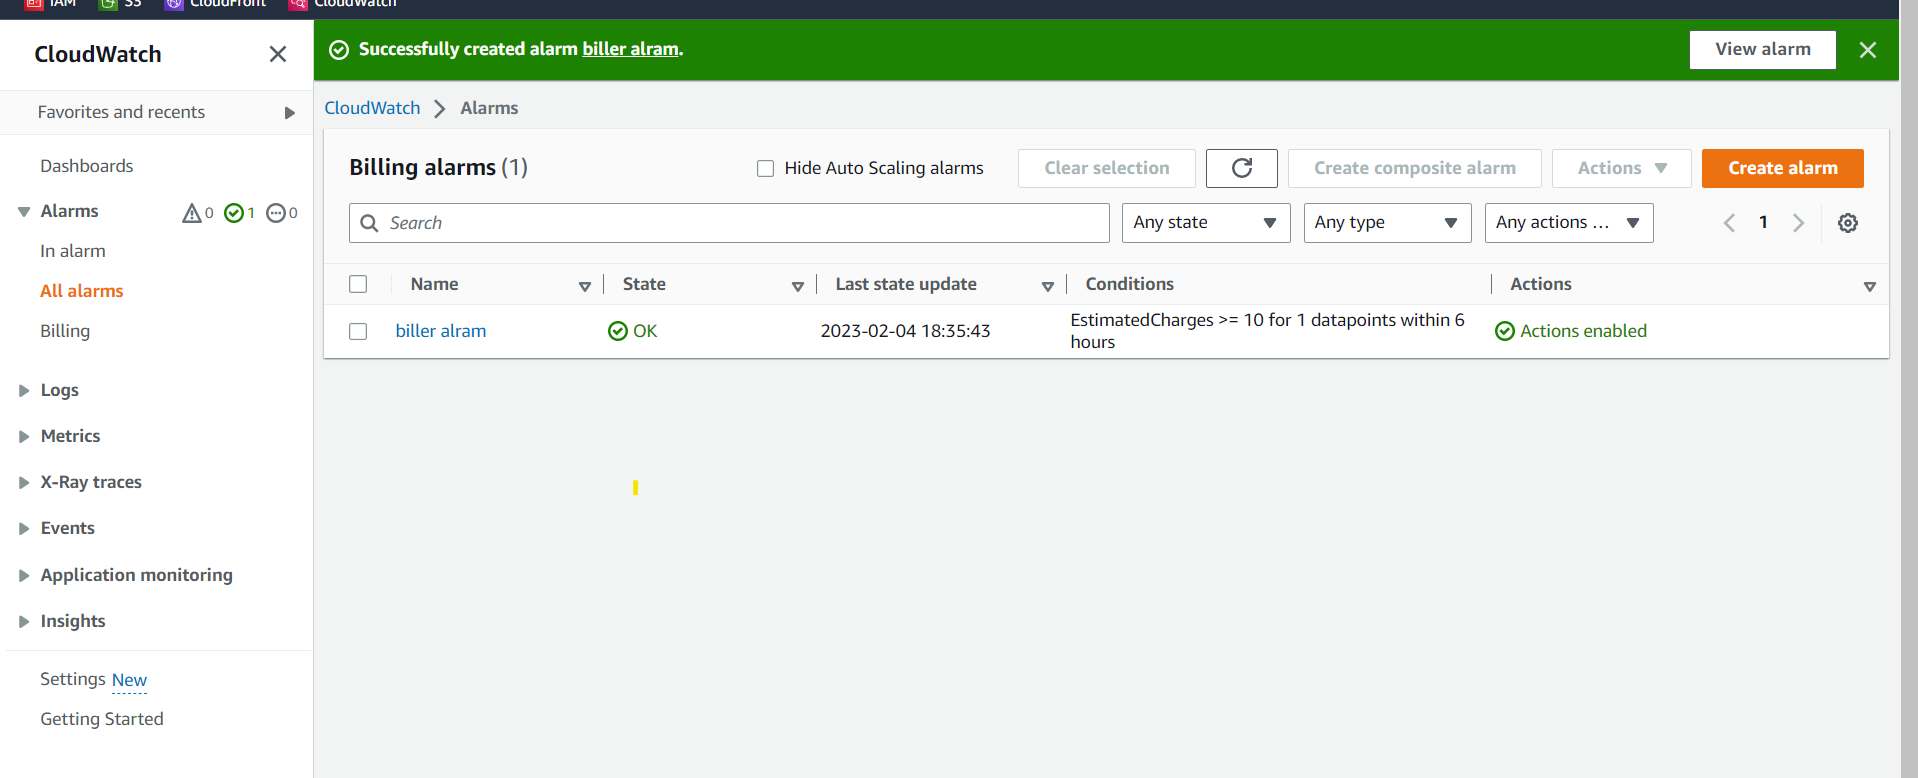 IAM S3 CloudFront CloudWatch
CloudWatch
Successfully created alarm biller alram.
View alarm
Favorites and recents
CloudWatch Alarms
Dashboards
Billing alarms (1)
Hide Auto Scaling alarms
Clear selection
Create composite alarm
Actions
Create alarm
Alarms 0 1 0
Search
Any state
Any type
Any actions ...
1
In alarm
All alarms
Billing
Name State Last state update Conditions Actions
biller alram OK 2023-02-04 18:35:43 EstimatedCharges >= 10 for 1 datapoints within 6
hours
Actions enabled
Logs
Metrics
X-Ray traces
Events
Application monitoring
Insights
Settings New
Getting Started